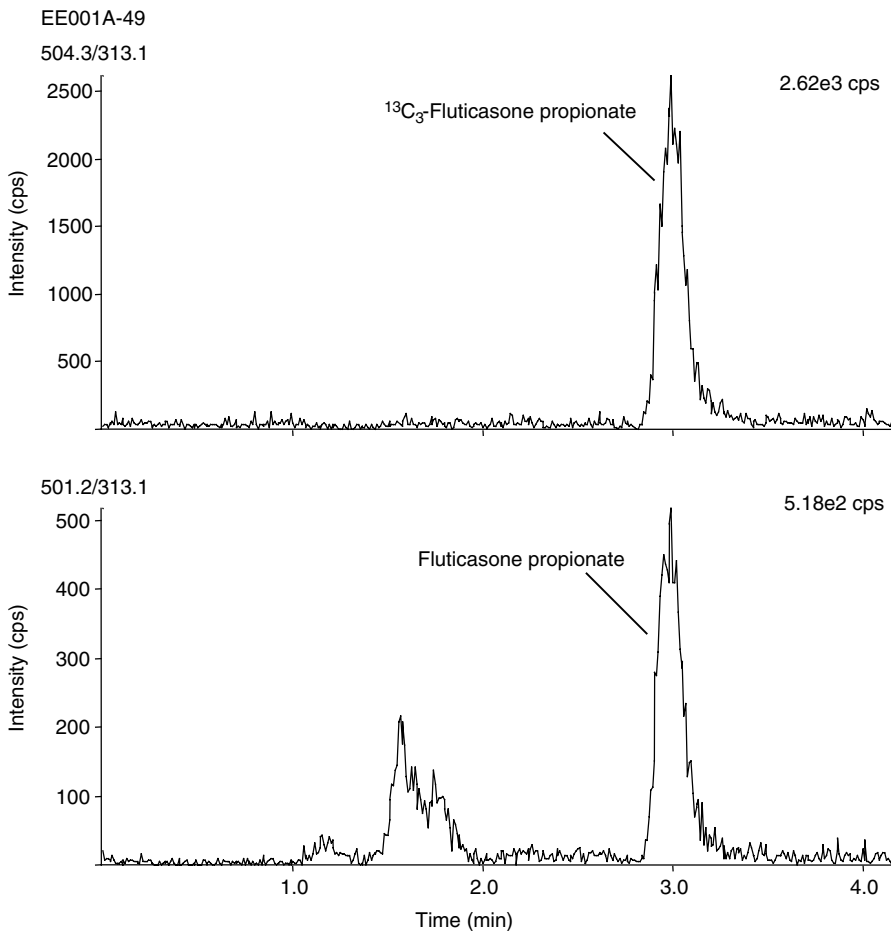 EE001A-49
504.3/313.1
2.62e3 cps
¹³C₃-Fluticasone propionate
Intensity (cps)
2500
2000
1500
1000
500
501.2/313.1
5.18e2 cps
Fluticasone propionate
Intensity (cps)
500
400
300
200
100
1.0 2.0 3.0 4.0
Time (min)